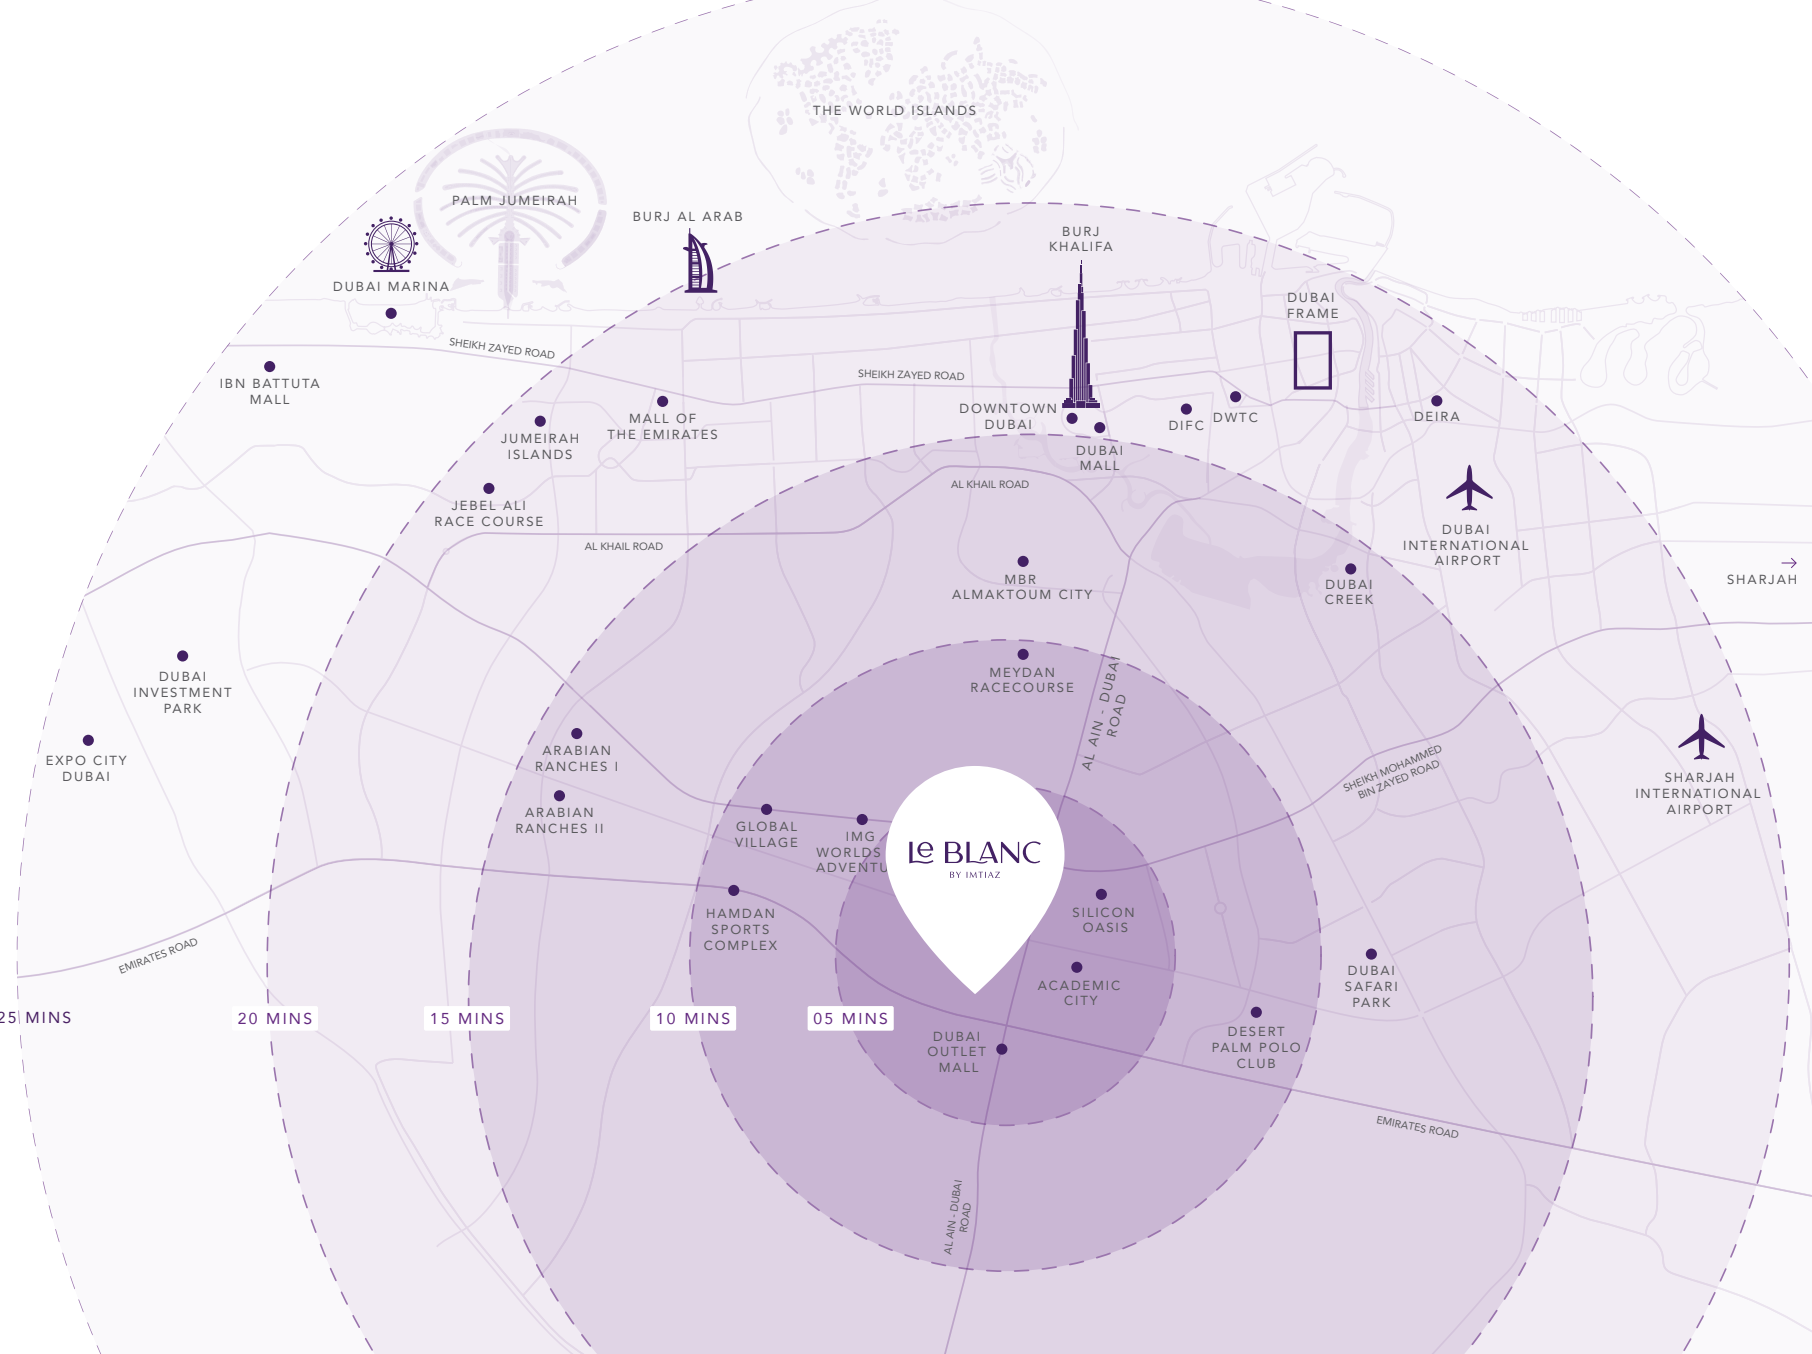 THE WORLD ISLANDS
PALM JUMEIRAH
BURJ AL ARAB
BURJ
KHALIFA
DUBAI MARINA
DUBAI
FRAME
SHEIKH ZAYED ROAD
SHEIKH ZAYED ROAD
IBN BATTUTA
MALL
MALL OF
THE EMIRATES
JUMEIRAH
ISLANDS
DOWNTOWN
DUBAI
DIFC
DWTC
DEIRA
DUBAI
MALL
AL KHAIL ROAD
JEBEL ALI
RACE COURSE
AL KHAIL ROAD
DUBAI
INTERNATIONAL
AIRPORT
MBR
ALMAKTOUM CITY
DUBAI
CREEK
→
SHARJAH
DUBAI
INVESTMENT
PARK
MEYDAN
RACECOURSE
AL AIN - DUBAI
ROAD
EXPO CITY
DUBAI
ARABIAN
RANCHES I
ARABIAN
RANCHES II
SHEIKH MOHAMMED
BIN ZAYED ROAD
SHARJAH
INTERNATIONAL
AIRPORT
GLOBAL
VILLAGE
IMG
WORLDS
ADVENTU
Le BLANC
BY IMTIAZ
HAMDAN
SPORTS
COMPLEX
SILICON
OASIS
EMIRATES ROAD
ACADEMIC
CITY
DUBAI
SAFARI
PARK
25 MINS
20 MINS
15 MINS
10 MINS
05 MINS
DUBAI
OUTLET
MALL
DESERT
PALM POLO
CLUB
EMIRATES ROAD
AL AIN - DUBAI
ROAD